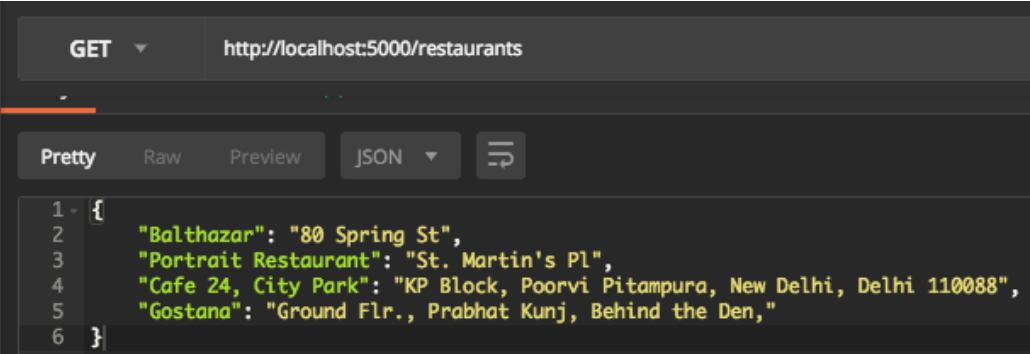 GET
http://localhost:5000/restaurants
Pretty Raw Preview JSON
1 {
2 "Balthazar": "80 Spring St",
3 "Portrait Restaurant": "St. Martin's Pl",
4 "Cafe 24, City Park": "KP Block, Poorvi Pitampura, New Delhi, Delhi 110088",
5 "Gostana": "Ground Flr., Prabhat Kunj, Behind the Den,"
6 }